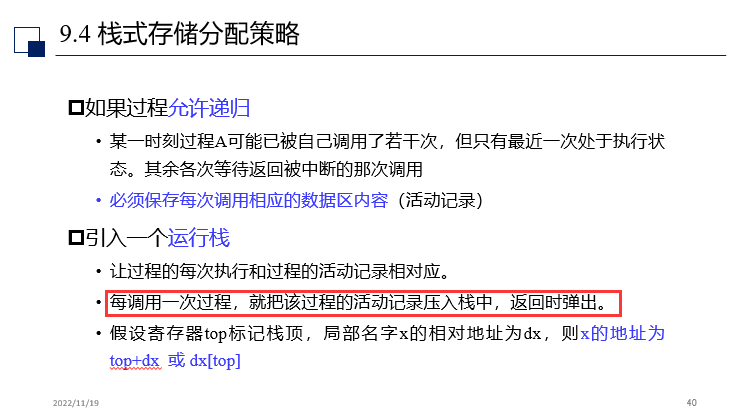 9.4 栈式存储分配策略
如果过程允许递归
• 某一时刻过程A可能已被自己调用了若干次，但只有最近一次处于执行状
态。其余各次等待返回被中断的那次调用
• 必须保存每次调用相应的数据区内容（活动记录）
引入一个运行栈
• 让过程的每次执行和过程的活动记录相对应。
• 每调用一次过程，就把该过程的活动记录压入栈中，返回时弹出。
• 假设寄存器top标记栈顶，局部名字x的相对地址为dx，则x的地址为
top+dx 或 dx[top]
2022/11/19
40